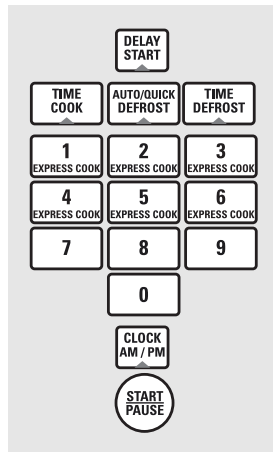 DELAY
START
TIME
COOK
AUTO/QUICK
DEFROST
TIME
DEFROST
1
EXPRESS COOK
2
EXPRESS COOK
3
EXPRESS COOK
4
EXPRESS COOK
5
EXPRESS COOK
6
EXPRESS COOK
7
8
9
0
CLOCK
AM / PM
START
PAUSE